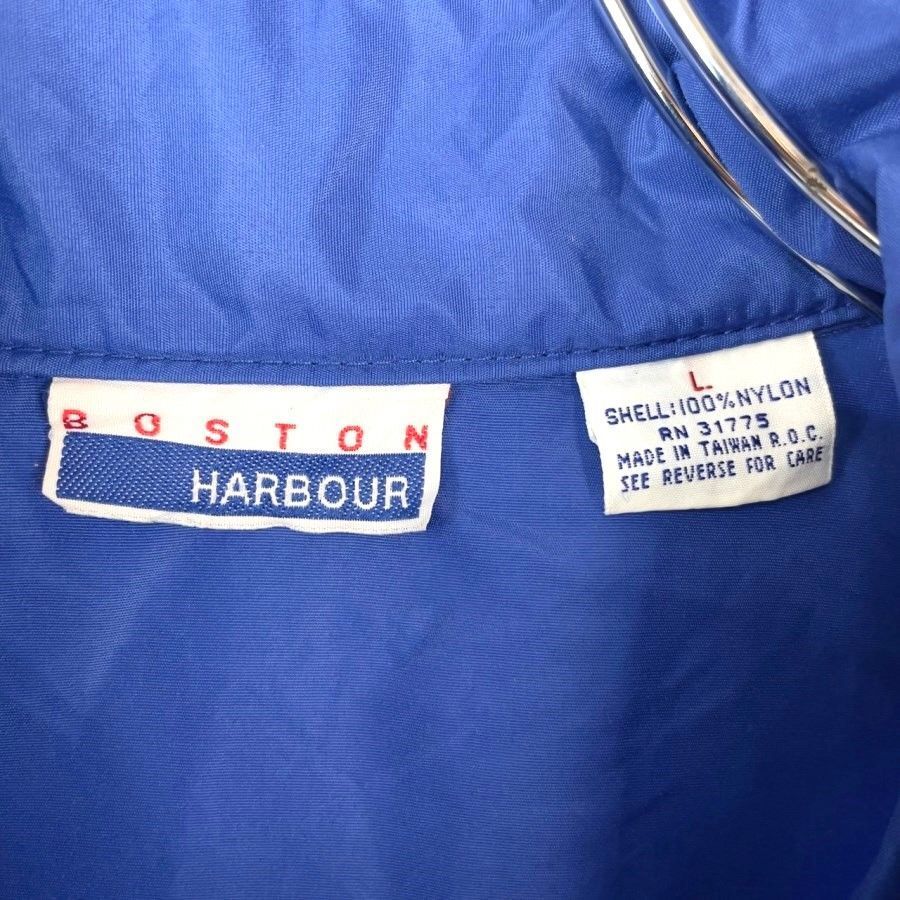 BOSTON
HARBOUR
L.
SHELL:100%NYLON
RN 31775
MADE IN TAIWAN R.O.C.
SEE REVERSE FOR CARE